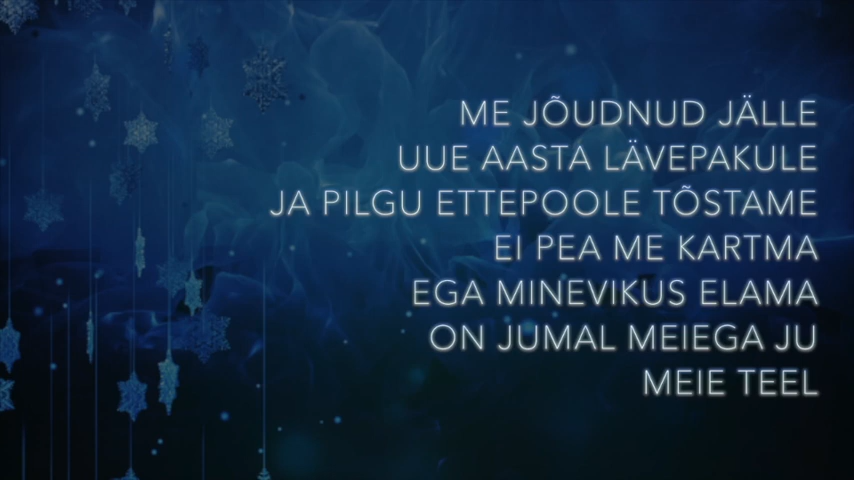 ME JÕUDNUD JÄLLE
UUE AASTA LÄVEPAKULE
JA PILGU ETTEPOOLE TÕSTAME
EI PEA ME KARTMA
EGA MINEVIKUS ELAMA
ON JUMAL MEIEGA JU
MEIE TEEL